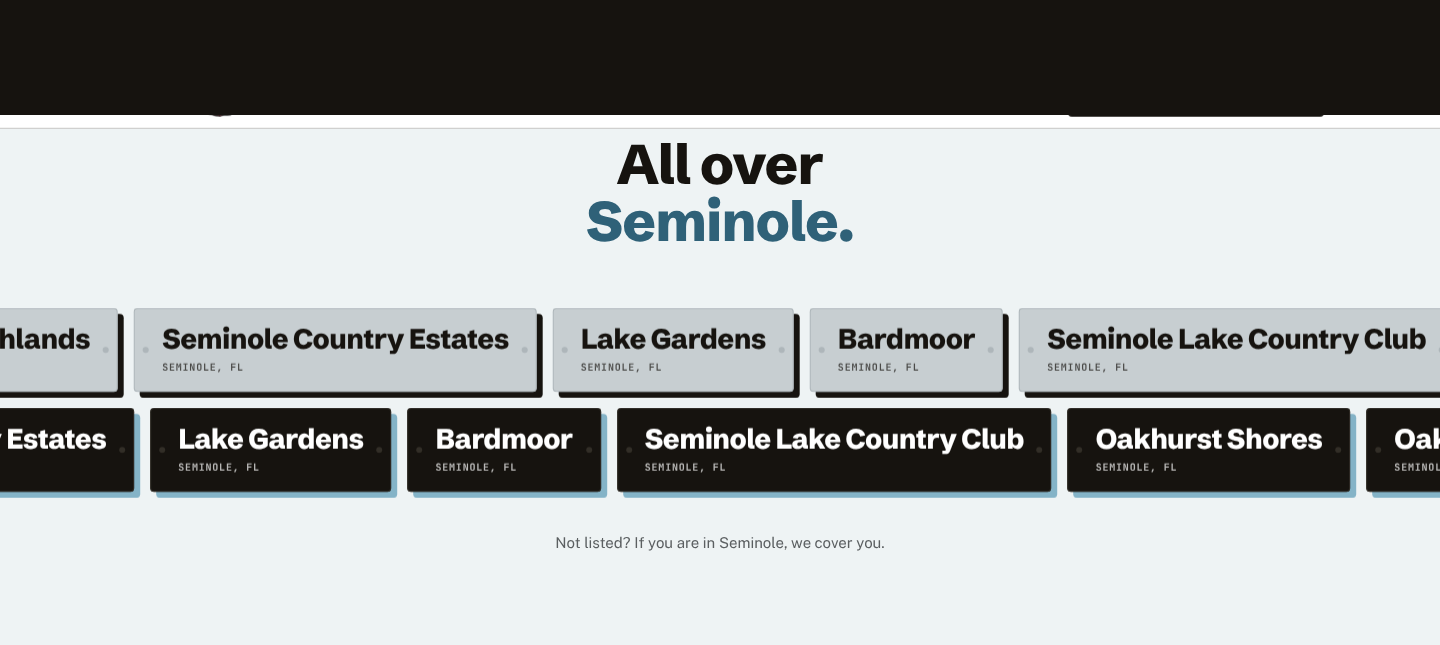 All over
Seminole.
hlands
Seminole Country Estates
SEMINOLE, FL
Lake Gardens
SEMINOLE, FL
Bardmoor
SEMINOLE, FL
Seminole Lake Country Club
SEMINOLE, FL
Estates
Lake Gardens
SEMINOLE, FL
Bardmoor
SEMINOLE, FL
Seminole Lake Country Club
SEMINOLE, FL
Oakhurst Shores
SEMINOLE, FL
Not listed? If you are in Seminole, we cover you.